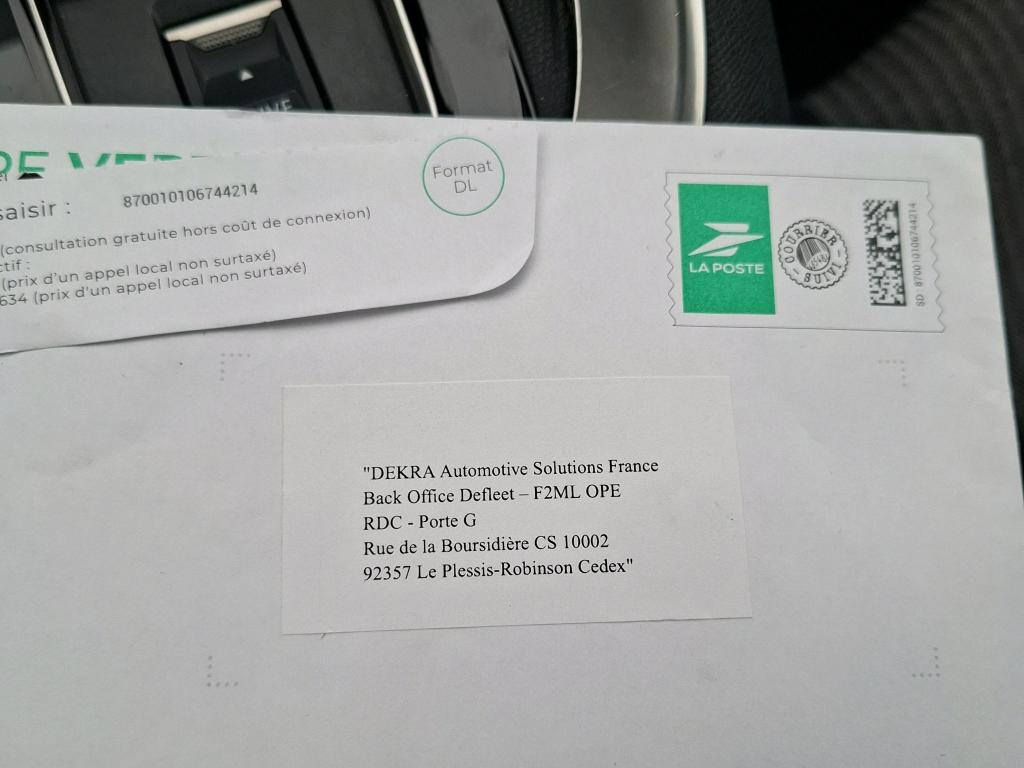 Format
DL
saisir :
870010106744214
(consultation gratuite hors coût de connexion)
ctif :
(prix d'un appel local non surtaxé)
634 (prix d'un appel local non surtaxé)
LA POSTE
COURRIER
SUIVI
SD : 870010106744214
"DEKRA Automotive Solutions France
Back Office Defleet – F2ML OPE
RDC - Porte G
Rue de la Boursidière CS 10002
92357 Le Plessis-Robinson Cedex"